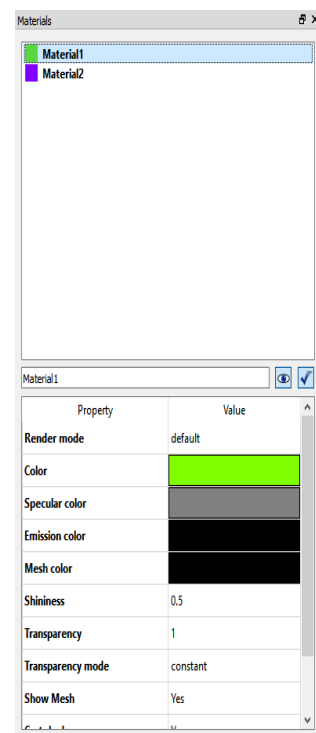 Materials
Material1
Material2
Material1
Property Value
Render mode default
Color
Specular color
Emission color
Mesh color
Shininess 0.5
Transparency 1
Transparency mode constant
Show Mesh Yes